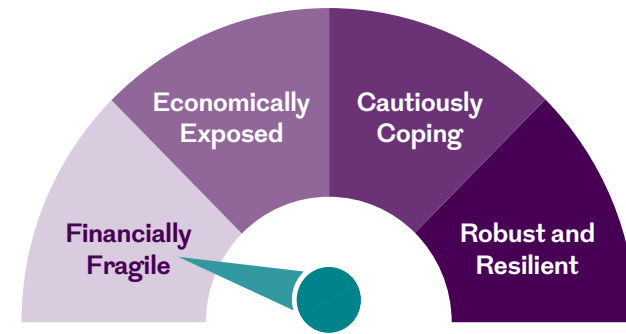 Economically
Exposed
Cautiously
Coping
Financially
Fragile
Robust and
Resilient